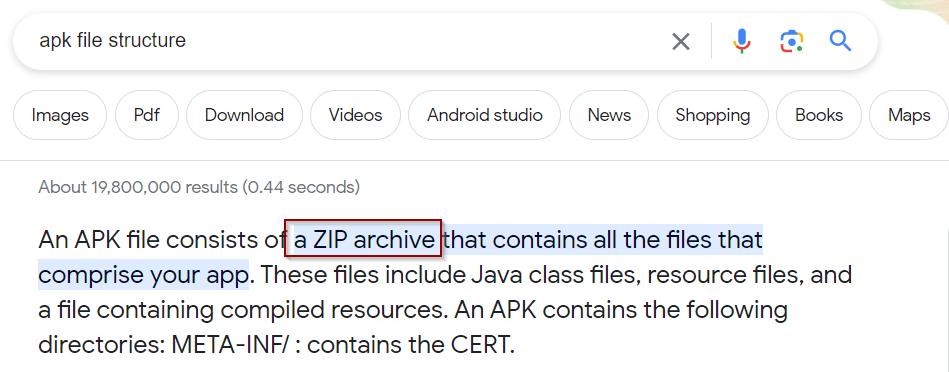 apk file structure
Images Pdf Download Videos Android studio News Shopping Books Maps
About 19,800,000 results (0.44 seconds)
An APK file consists of a ZIP archive that contains all the files that
comprise your app. These files include Java class files, resource files, and
a file containing compiled resources. An APK contains the following
directories: META-INF/ : contains the CERT.